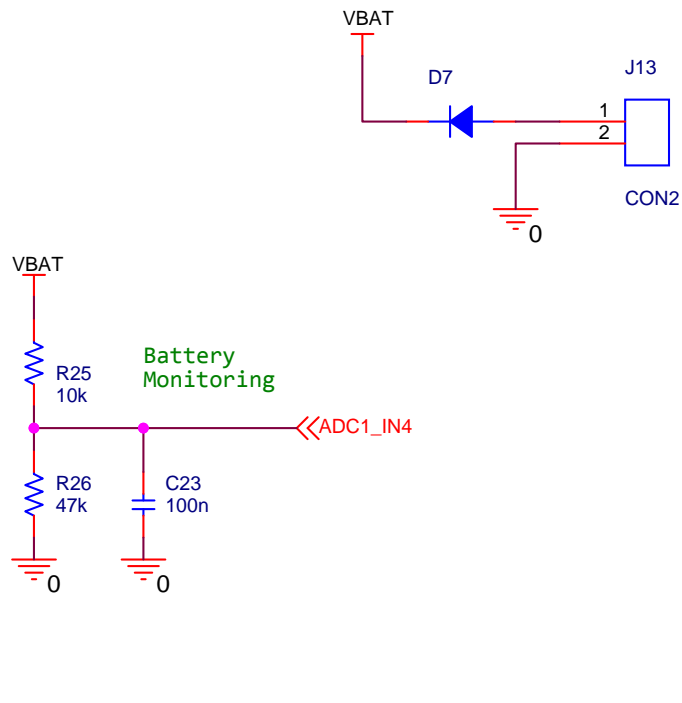 VBAT
D7
J13
1
2
CON2
0
VBAT
Battery
Monitoring
R25
10k
ADC1_IN4
R26
47k
C23
100n
0
0